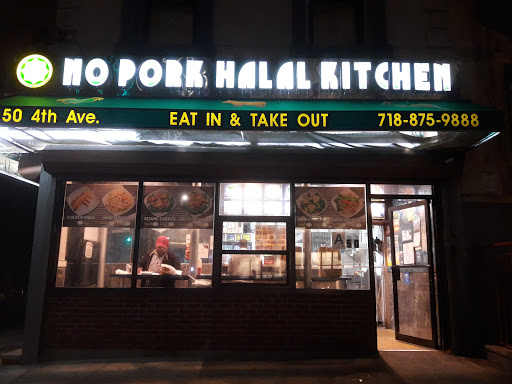 NO PORK HALAL KITCHEN
50 4th Ave. EAT IN & TAKE OUT 718-875-9888
A